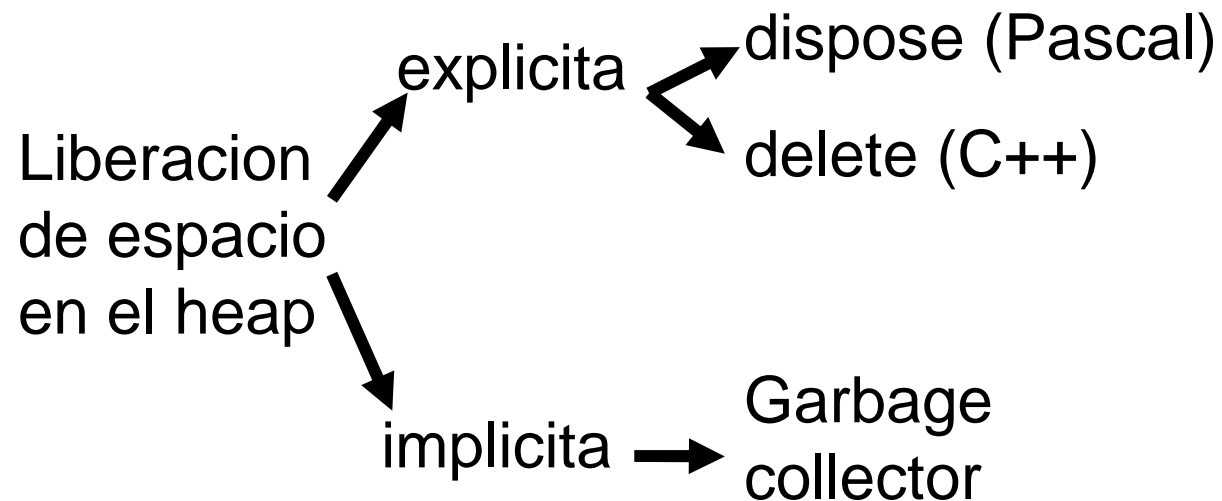 Liberacion
de espacio
en el heap
explicita
dispose (Pascal)
delete (C++)
implicita
Garbage
collector